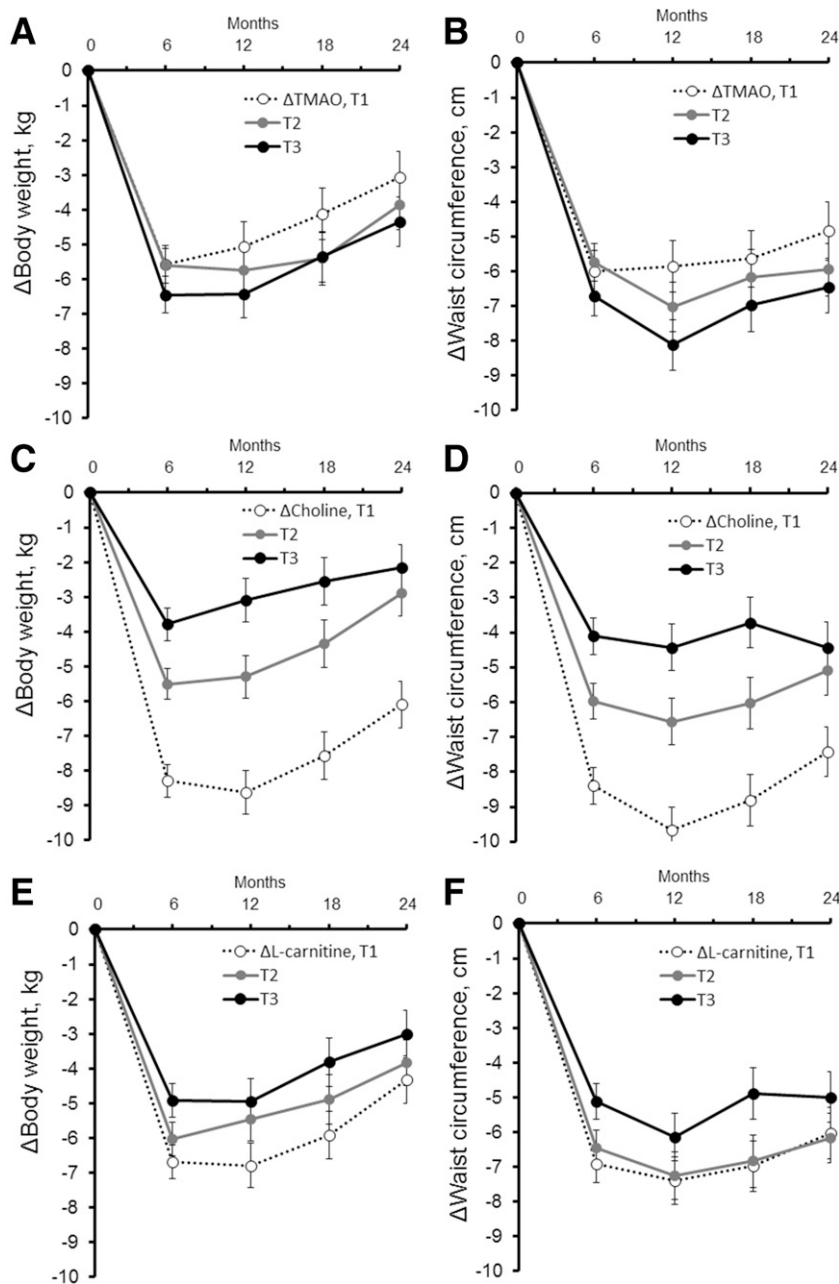 A
Months
0 6 12 18 24
0
-1
-2
-3
-4
-5
-6
-7
-8
-9
-10
ΔBody weight, kg
ΔTMAO, T1
T2
T3
B
Months
0 6 12 18 24
0
-1
-2
-3
-4
-5
-6
-7
-8
-9
-10
ΔWaist circumference, cm
ΔTMAO, T1
T2
T3
C
Months
0 6 12 18 24
0
-1
-2
-3
-4
-5
-6
-7
-8
-9
-10
ΔBody weight, kg
ΔCholine, T1
T2
T3
D
Months
0 6 12 18 24
0
-1
-2
-3
-4
-5
-6
-7
-8
-9
-10
ΔWaist circumference, cm
ΔCholine, T1
T2
T3
E
Months
0 6 12 18 24
0
-1
-2
-3
-4
-5
-6
-7
-8
-9
-10
ΔBody weight, kg
ΔL-carnitine, T1
T2
T3
F
Months
0 6 12 18 24
0
-1
-2
-3
-4
-5
-6
-7
-8
-9
-10
ΔWaist circumference, cm
ΔL-carnitine, T1
T2
T3